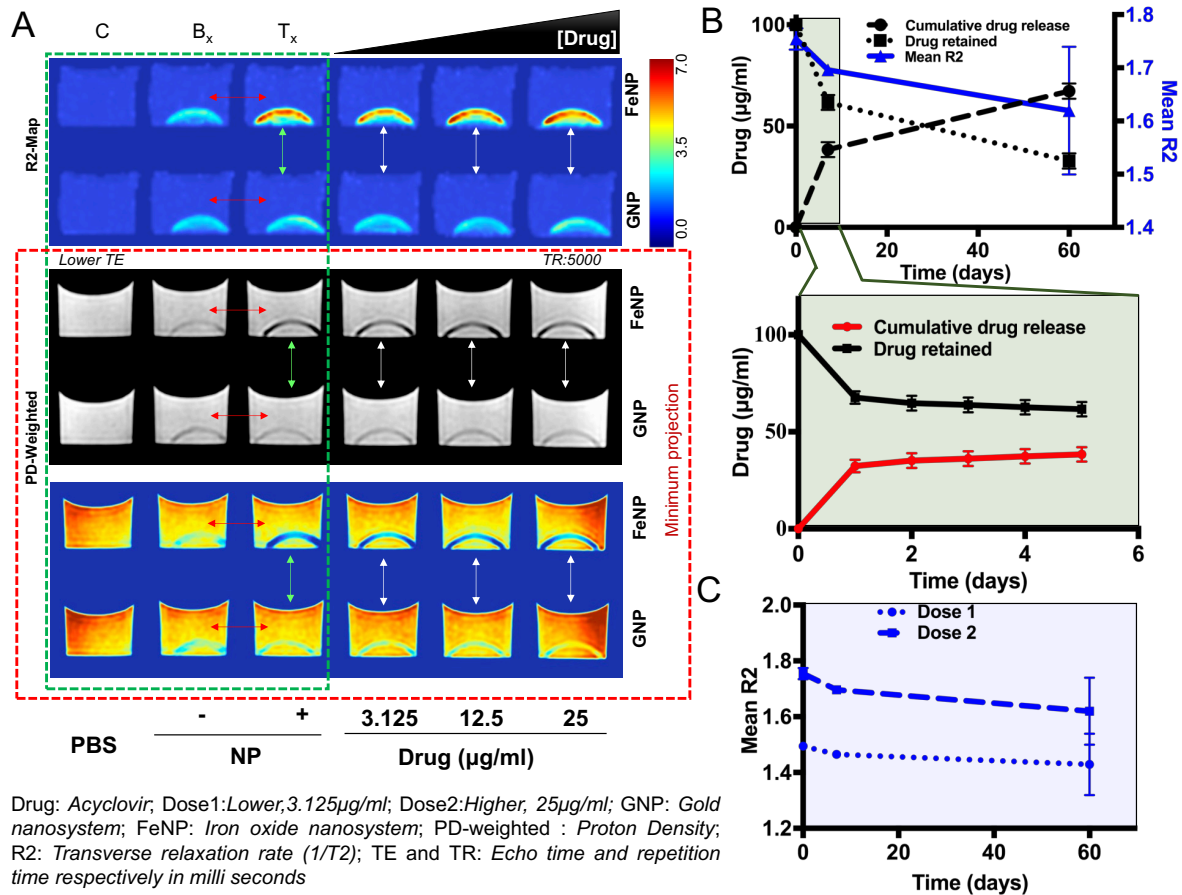 A
C Bx Tx [Drug]
R2-Map
FeNP
GNP
7.0
3.5
0.0
Lower TE TR:5000
PD-Weighted
FeNP
GNP
FeNP
GNP
Minimum projection
- + 3.125 12.5 25
PBS NP Drug (µg/ml)
Drug: Acyclovir; Dose1:Lower,3.125µg/ml; Dose2:Higher, 25µg/ml; GNP: Gold
nanosystem; FeNP: Iron oxide nanosystem; PD-weighted : Proton Density;
R2: Transverse relaxation rate (1/T2); TE and TR: Echo time and repetition
time respectively in milli seconds
B
Cumulative drug release
Drug retained
Mean R2
Drug (µg/ml)
100
50
0
1.8
1.7
1.6
1.5
1.4
Mean R2
0 20 40 60
Time (days)
Cumulative drug release
Drug retained
Drug (µg/ml)
100
50
0
0 2 4 6
Time (days)
C
Dose 1
Dose 2
Mean R2
2.0
1.8
1.6
1.4
1.2
0 20 40 60
Time (days)